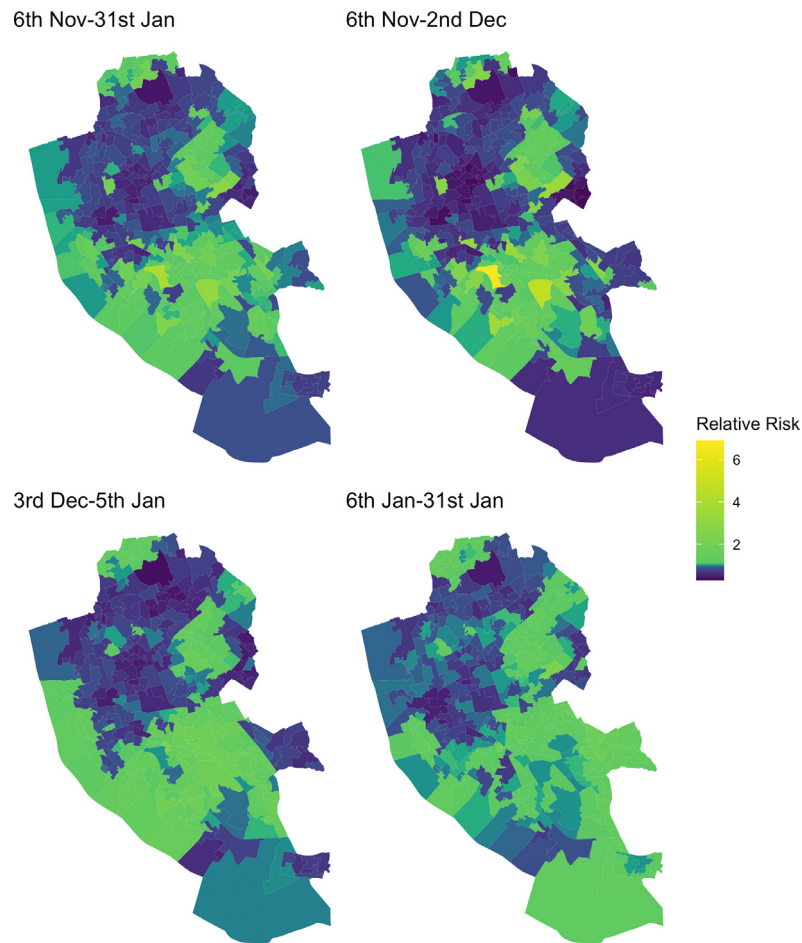 6th Nov-31st Jan
6th Nov-2nd Dec
Relative Risk
6
4
2
3rd Dec-5th Jan
6th Jan-31st Jan